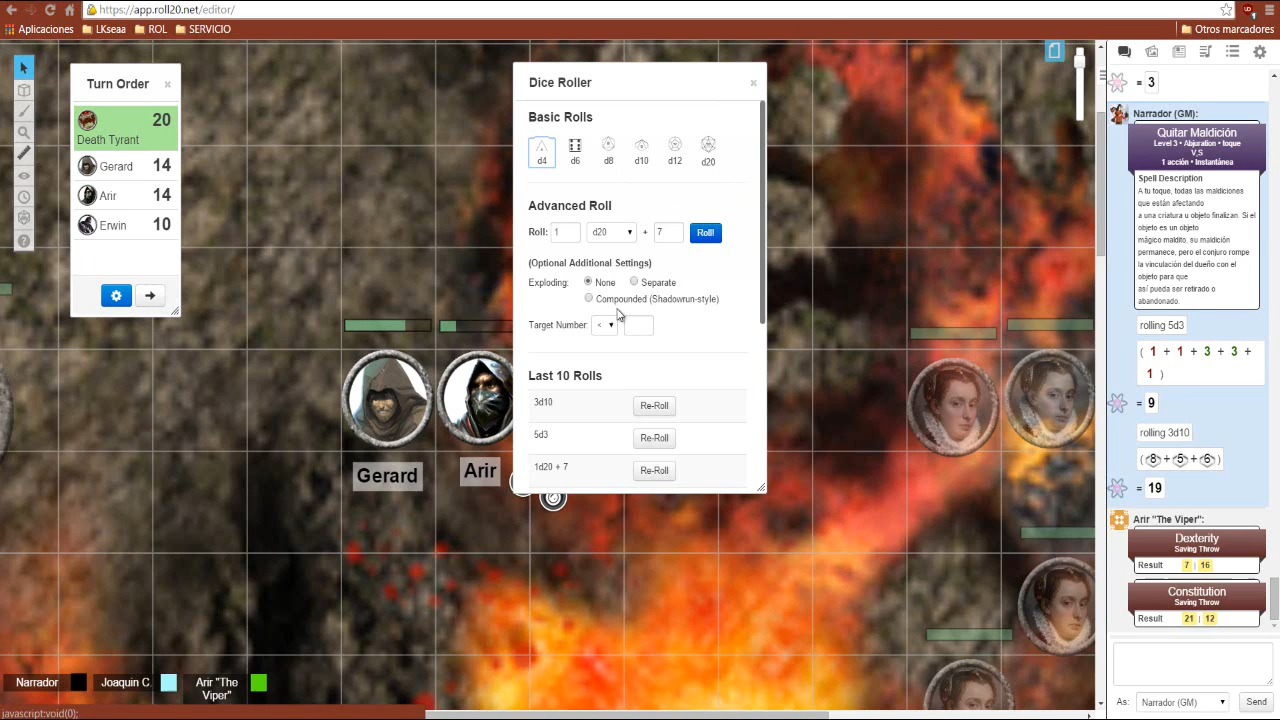 https://app.roll20.net/editor/
Aplicaciones
LKseaa
ROL
SERVICIO
Otros marcadores
Turn Order
×
20
Death Tyrant
Gerard 14
Arir 14
Erwin 10
Dice Roller
×
Basic Rolls
d4 d6 d8 d10 d12 d20
Advanced Roll
Roll: 1 d20 + 7 Roll!
(Optional Additional Settings)
Exploding: None Separate
Compounded (Shadowrun-style)
Target Number: <
Last 10 Rolls
3d10 Re-Roll
5d3 Re-Roll
1d20 + 7 Re-Roll
Gerard
Arir
= 3
Narrador (GM):
Quitar Maldición
Level 3 • Abjuration • toque
V,S
1 acción • Instantánea
Spell Description
A tu toque, todas las maldiciones
que están afectando
a una criatura u objeto finalizan. Si el
objeto es un objeto
mágico maldito, su maldición
permanece, pero el conjuro rompe
la vinculación del dueño con el
objeto para que
así pueda ser retirado o
abandonado.
rolling 5d3
( 1 + 1 + 3 + 3 +
1 )
= 9
rolling 3d10
(8+5+6)
= 19
Arir "The Viper":
Dexterity
Saving Throw
Result 7 | 16
Constitution
Saving Throw
Result 21 | 12
As: Narrador (GM) Send
Narrador
Joaquin C.
Arir "The
Viper"
javascript:void(0);